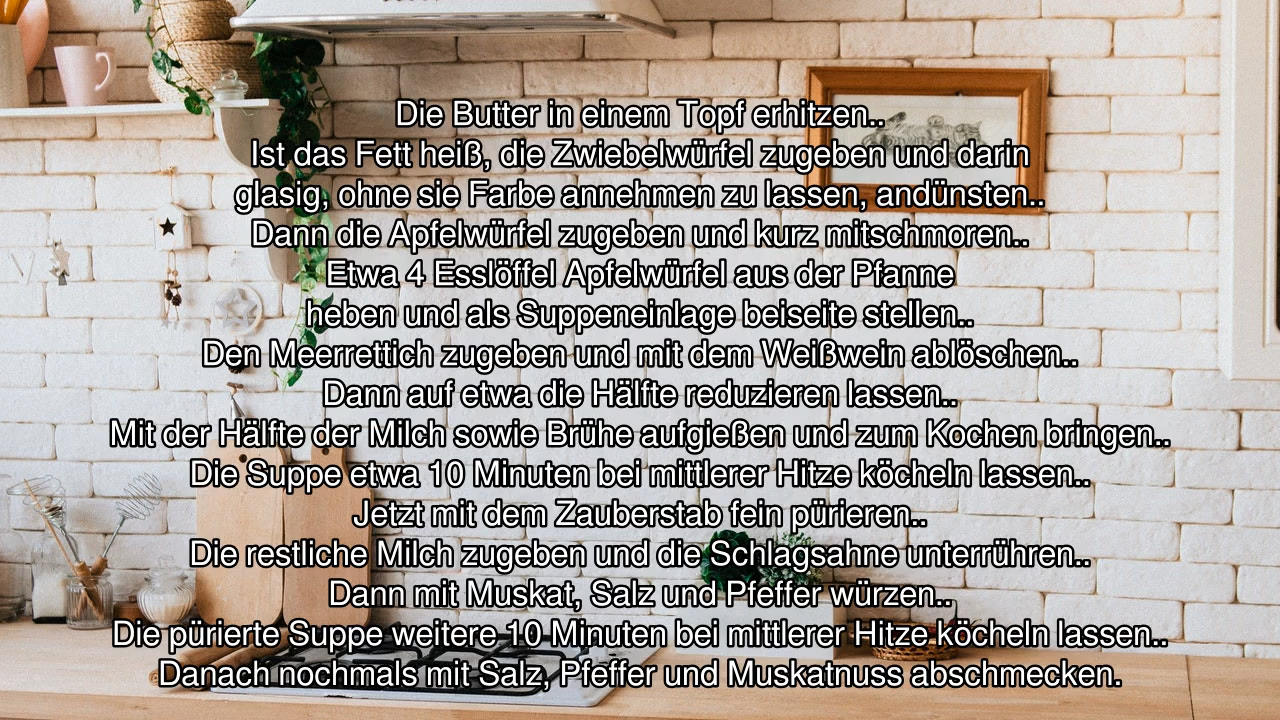 Die Butter in einem Topf erhitzen..
Ist das Fett heiß, die Zwiebelwürfel zugeben und darin
glasig, ohne sie Farbe annehmen zu lassen, andünsten..
Dann die Apfelwürfel zugeben und kurz mitschmoren..
Etwa 4 Esslöffel Apfelwürfel aus der Pfanne
heben und als Suppeneinlage beiseite stellen..
Den Meerrettich zugeben und mit dem Weißwein ablöschen..
Dann auf etwa die Hälfte reduzieren lassen..
Mit der Hälfte der Milch sowie Brühe aufgießen und zum Kochen bringen..
Die Suppe etwa 10 Minuten bei mittlerer Hitze köcheln lassen..
Jetzt mit dem Zauberstab fein pürieren..
Die restliche Milch zugeben und die Schlagsahne unterrühren..
Dann mit Muskat, Salz und Pfeffer würzen..
Die pürierte Suppe weitere 10 Minuten bei mittlerer Hitze köcheln lassen..
Danach nochmals mit Salz, Pfeffer und Muskatnuss abschmecken.